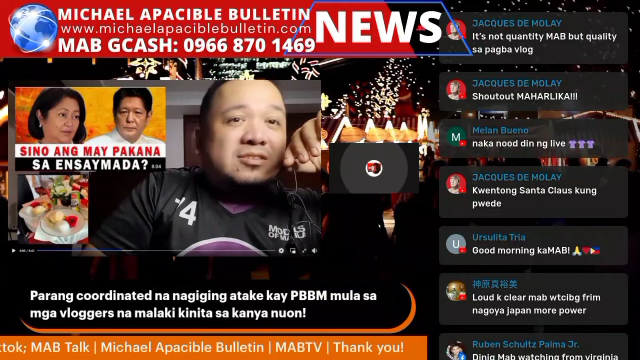 MICHAEL APACIBLE BULLETIN
www.michaelapaciblebulletin.com
MAB GCASH: 0966 870 1469
NEWS
SINO ANG MAY PAKANA
SA ENSAYMADA?
4
Parang coordinated na nagiging atake kay PBBM mula sa
mga vloggers na malaki kinita sa kanya nuon!
ktok; MAB Talk | Michael Apacible Bulletin | MABTV | Thank you!
JACQUES DE MOLAY
It's not quantity MAB but quality
sa pagba vlog
JACQUES DE MOLAY
Shoutout MAHARLIKA!!!
M
Melan Bueno
naka nood din ng live 👚👚👚
JACQUES DE MOLAY
Kwentong Santa Claus kung
pwede
U
Ursulita Tria
Good morning kaMAB! 🙏❤️🇵🇭
神原真裕美
Loud k clear mab wtcibg frim
nagoya japan more power
Ruben Schultz Palma Jr.
Dinig Mab watching from virginia